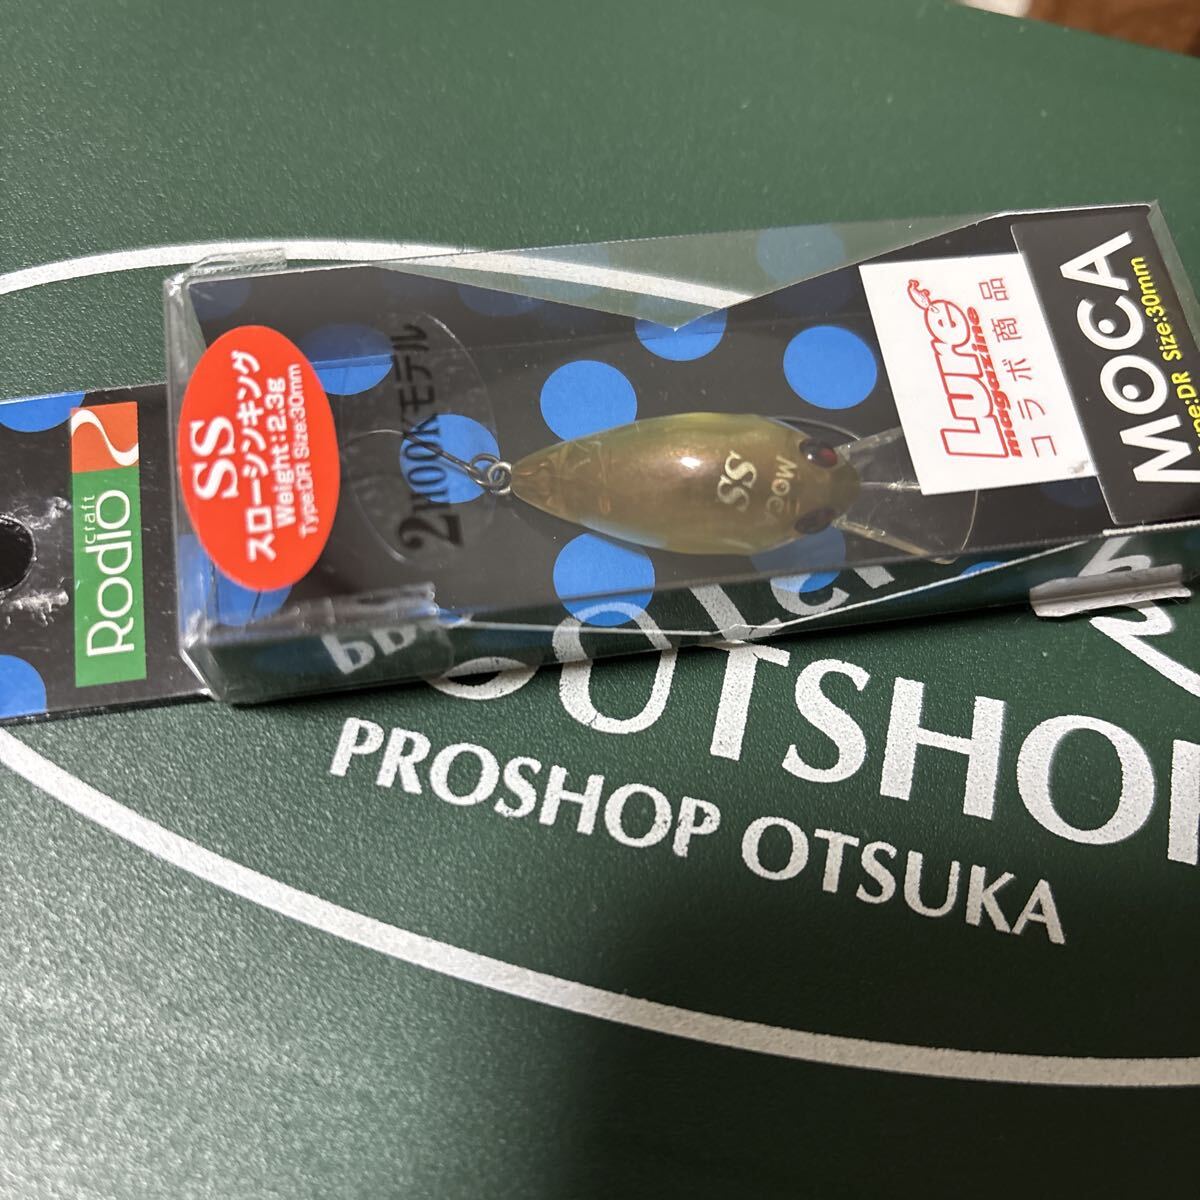 Rodio
craft
SS
スローシンキング
Weight:2.3g
Type:DR Size:30mm
2HOOKモデル
MOCA
SS
Lure
magazine
コラボ商品
MOCA
Type:DR Size:30mm
PROSHOP OTSUKA